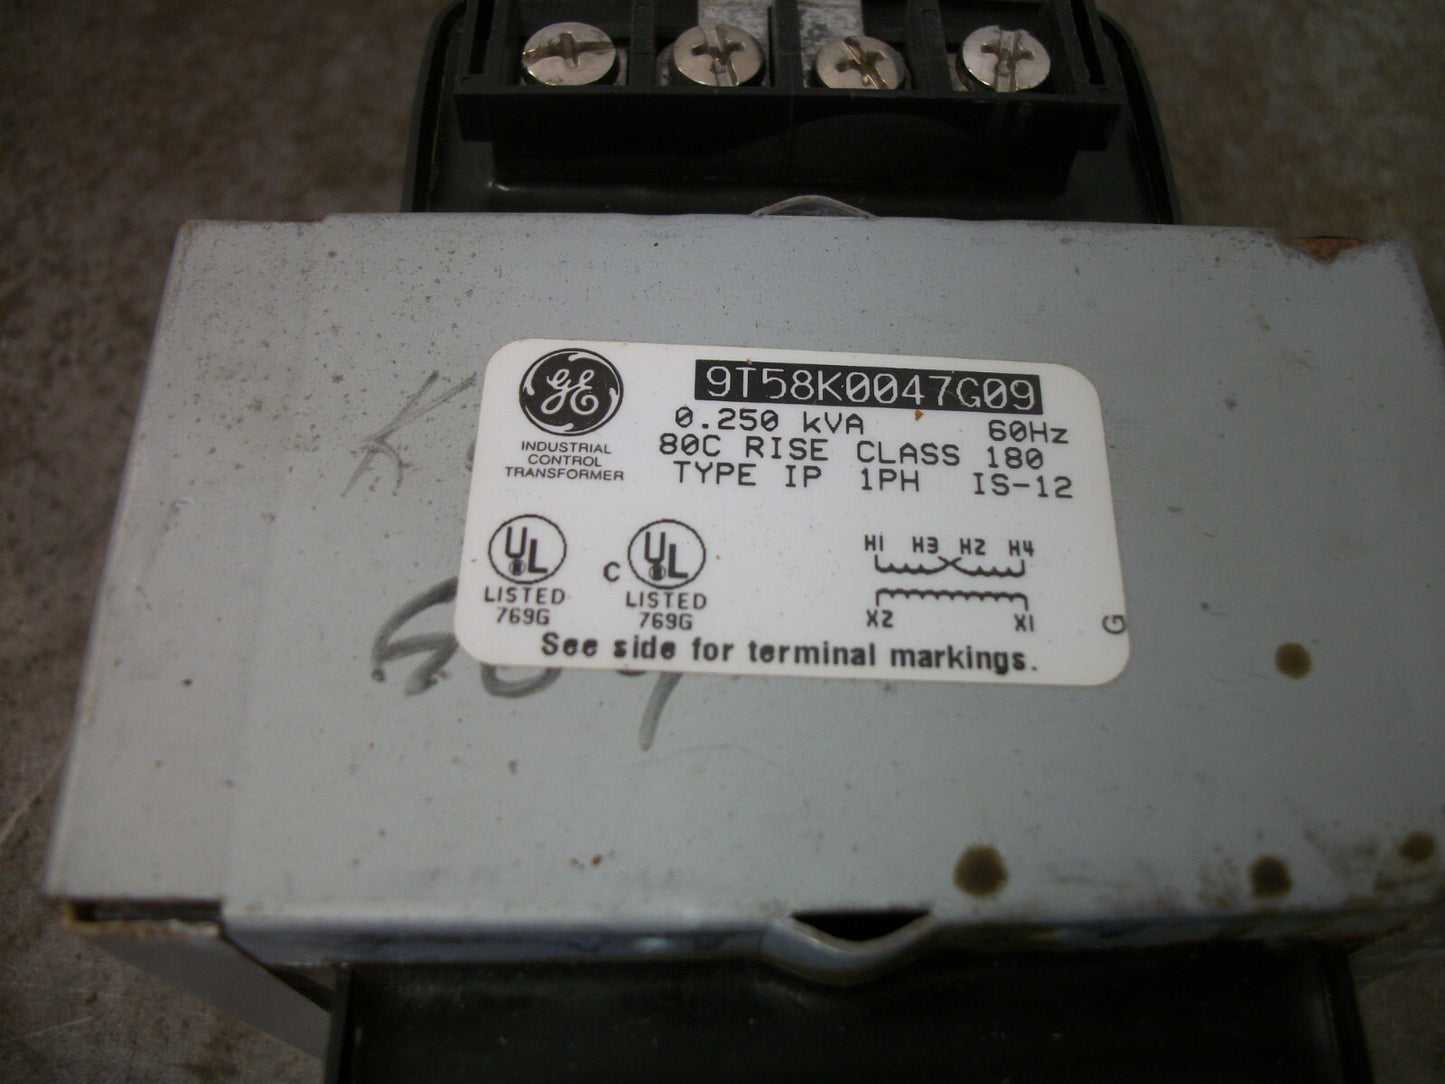 9T58K0047G09
0.250 kVA 60Hz
80C RISE CLASS 180
TYPE IP 1PH IS-12
GE
INDUSTRIAL
CONTROL
TRANSFORMER
UL C UL
LISTED LISTED
769G 769G
H1 H3 H2 H4
X2 X1
G
See side for terminal markings.